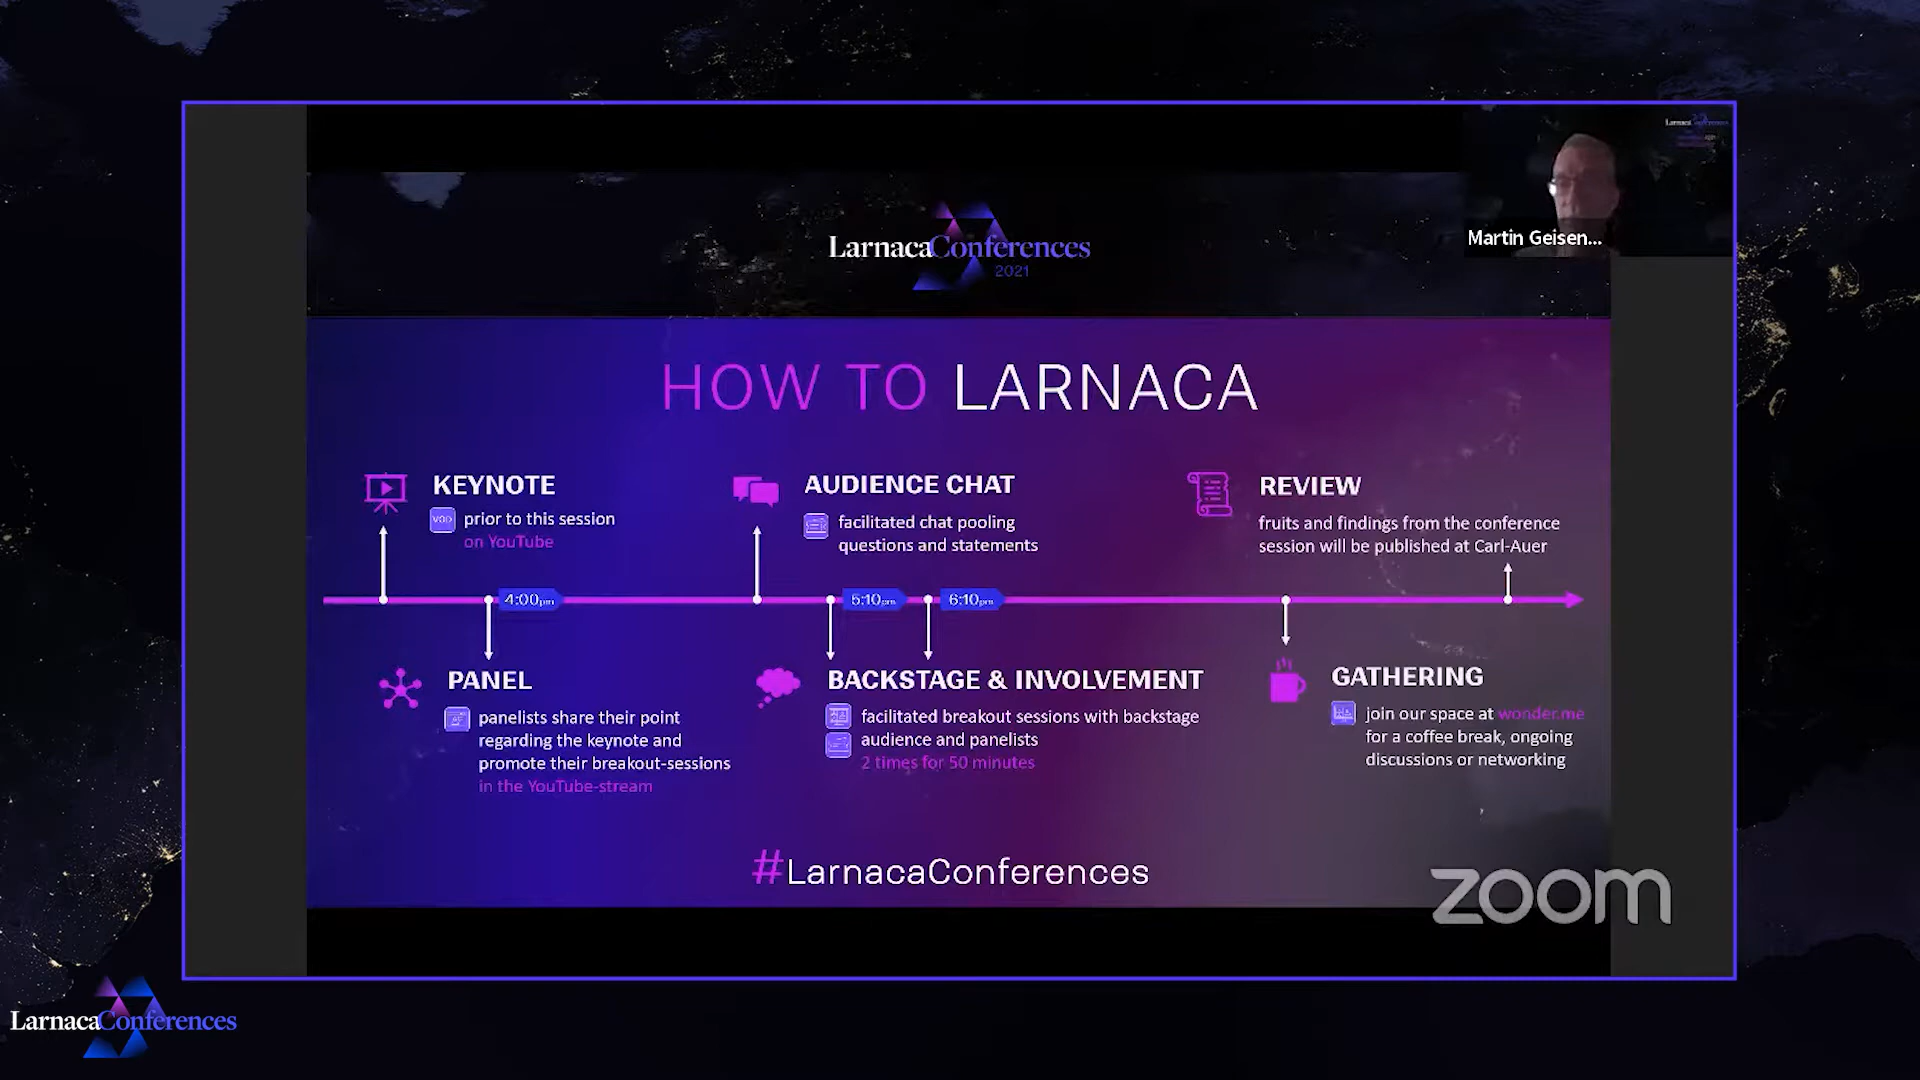 LarnacaConferences
2021
Martin Geisen...
HOW TO LARNACA
KEYNOTE
VOD
prior to this session
on YouTube
AUDIENCE CHAT
facilitated chat pooling
questions and statements
REVIEW
fruits and findings from the conference
session will be published at Carl-Auer
4:00pm
5:10pm
6:10pm
PANEL
panelists share their point
regarding the keynote and
promote their breakout-sessions
in the YouTube-stream
BACKSTAGE & INVOLVEMENT
facilitated breakout sessions with backstage
audience and panelists
2 times for 50 minutes
GATHERING
join our space at wonder.me
for a coffee break, ongoing
discussions or networking
#LarnacaConferences
zoom
LarnacaConferences